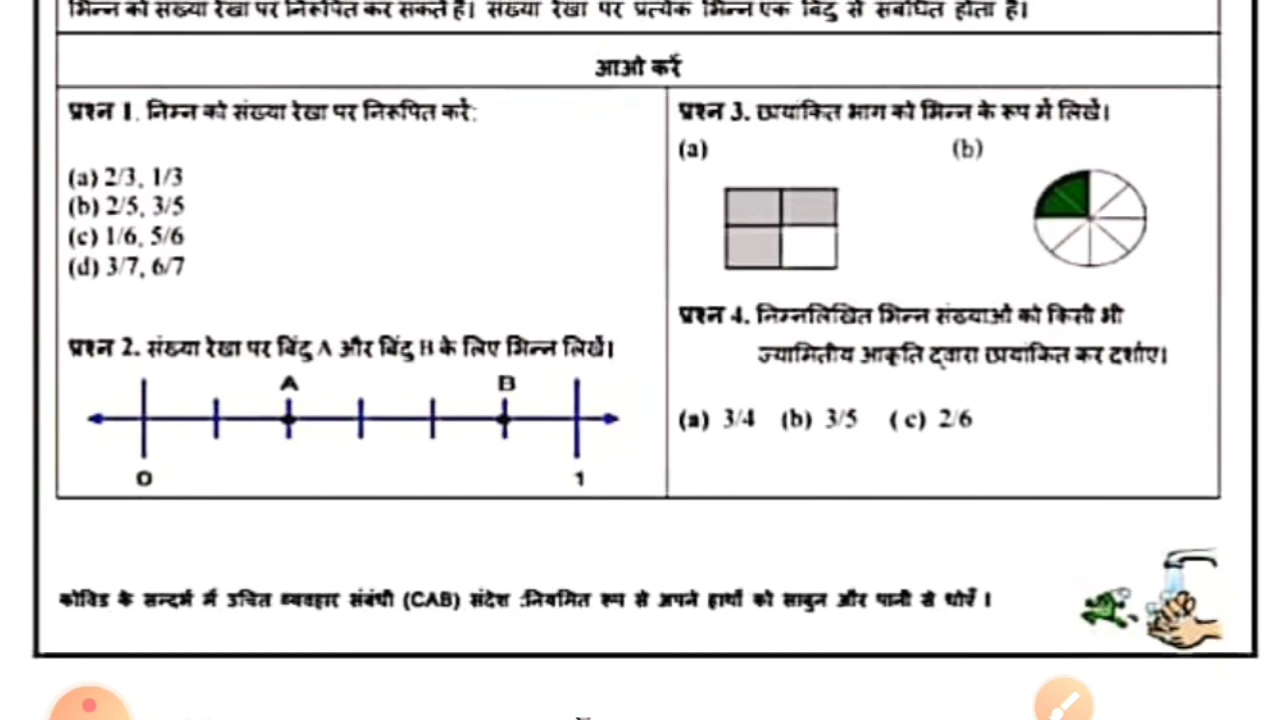 भिन्न को संख्या रेखा पर निरूपित कर सकते हैं। संख्या रेखा पर प्रत्येक भिन्न एक बिंदु से संबंधित होता है।
आओ करें
प्रश्न 1. निम्न को संख्या रेखा पर निरूपित करें:
(a) 2/3, 1/3
(b) 2/5, 3/5
(c) 1/6, 5/6
(d) 3/7, 6/7
प्रश्न 2. संख्या रेखा पर बिंदु A और बिंदु B के लिए भिन्न लिखें।
A B
0 1
प्रश्न 3. छायांकित भाग को भिन्न के रूप में लिखें।
(a) (b)
प्रश्न 4. निम्नलिखित भिन्न संख्याओं को किसी भी
ज्यामितीय आकृति द्वारा छायांकित कर दर्शाए।
(a) 3/4 (b) 3/5 ( c) 2/6
कोविड के सन्दर्भ में उचित व्यवहार संबंधी (CAB) संदेश :नियमित रूप से अपने हाथों को साबुन और पानी से धोएँ ।